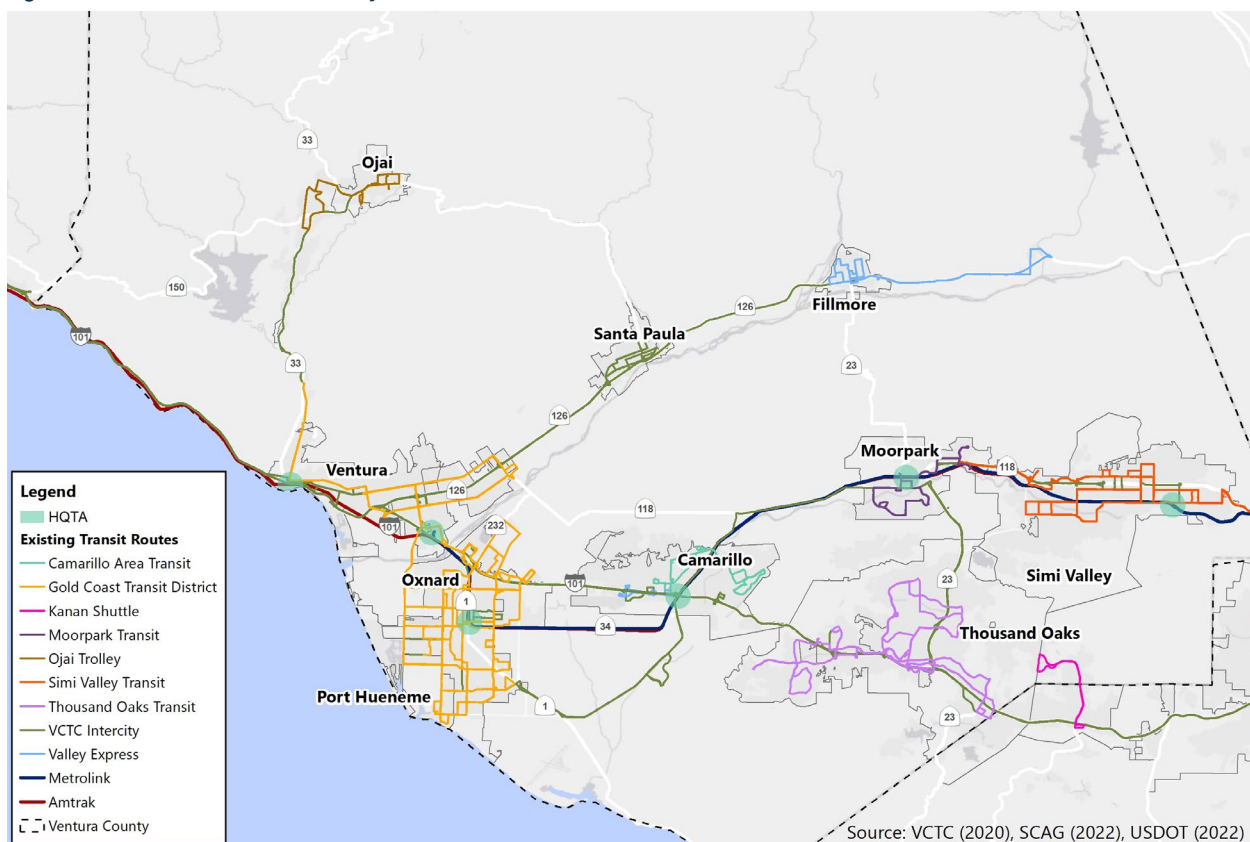 33
Ojai
150
126
Fillmore
Santa Paula
101
33
23
126
Moorpark
Ventura
118
126
118
101
232
Camarillo
Oxnard
101
Simi Valley
1
23
34
Thousand Oaks
Port Hueneme
1
23
Legend
HQTA
Existing Transit Routes
Camarillo Area Transit
Gold Coast Transit District
Kanan Shuttle
Moorpark Transit
Ojai Trolley
Simi Valley Transit
Thousand Oaks Transit
VCTC Intercity
Valley Express
Metrolink
Amtrak
Ventura County
Source: VCTC (2020), SCAG (2022), USDOT (2022)